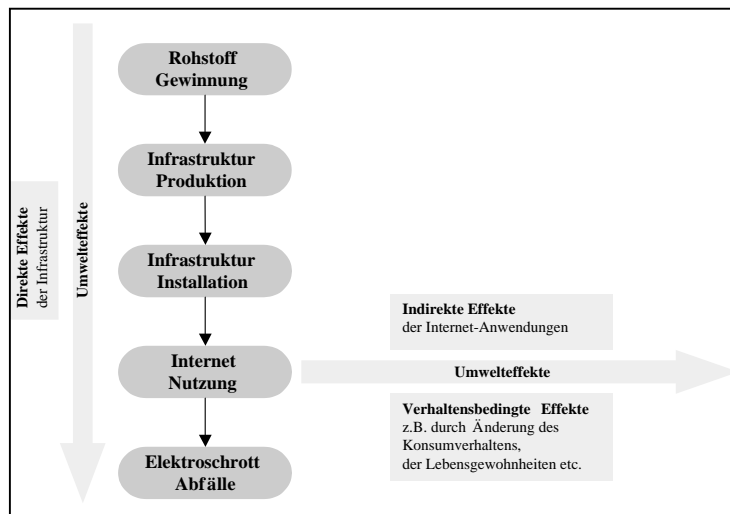 Rohstoff
Gewinnung
Infrastruktur
Produktion
Direkte Effekte
der Infrastruktur
Umwelteffekte
Infrastruktur
Installation
Indirekte Effekte
der Internet-Anwendungen
Internet
Nutzung
Umwelteffekte
Verhaltensbedingte Effekte
z.B. durch Änderung des
Konsumverhaltens,
der Lebensgewohnheiten etc.
Elektroschrott
Abfälle